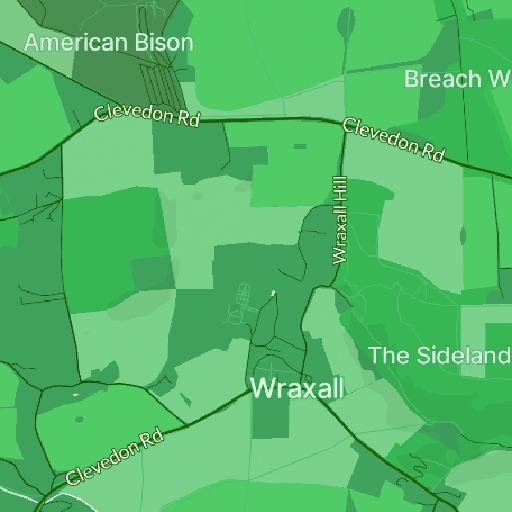 American Bison
Breach W
Clevedon Rd
Clevedon Rd
Wraxall Hill
The Sideland
Wraxall
Clevedon Rd